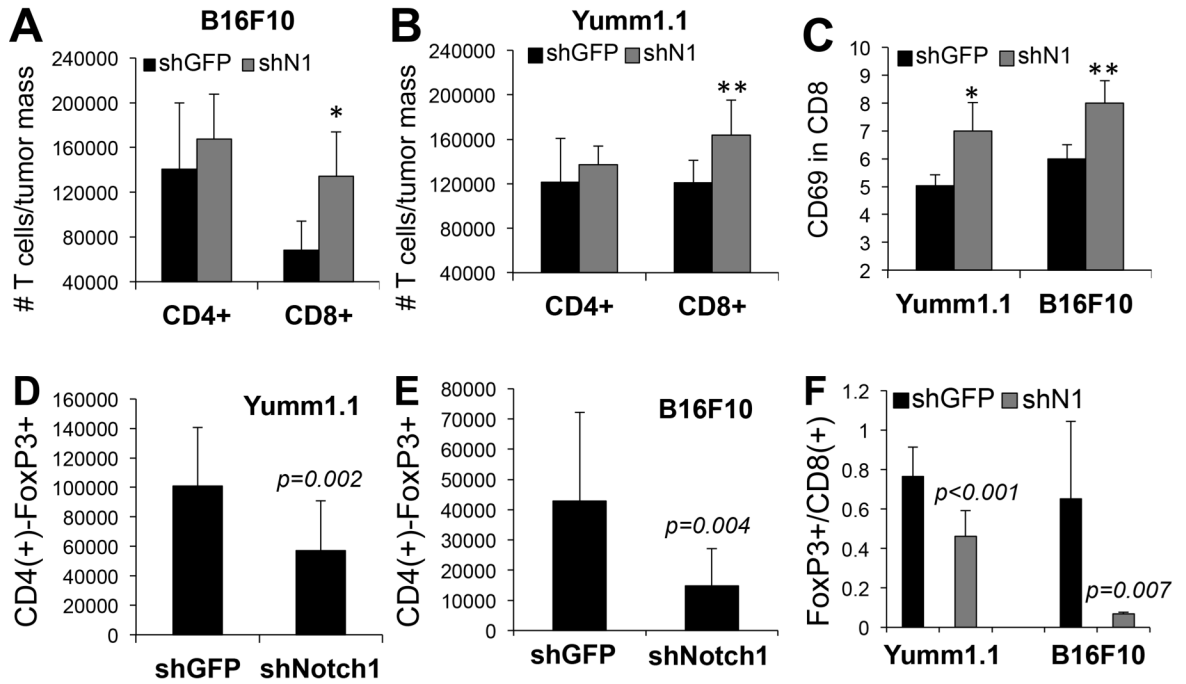 A
B16F10
# T cells/tumor mass
shGFP shN1
240000
200000
160000
120000
80000
40000
*
CD4+ CD8+
B
Yumm1.1
# T cells/tumor mass
shGFP shN1
240000
200000
160000
120000
80000
40000
**
CD4+ CD8+
C
CD69 in CD8
shGFP shN1
10
9
8
7
6
5
4
3
2
* **
Yumm1.1 B16F10
D
Yumm1.1
CD4(+)-FoxP3+
160000
140000
120000
100000
80000
60000
40000
20000
0
p=0.002
shGFP shNotch1
E
B16F10
CD4(+)-FoxP3+
80000
70000
60000
50000
40000
30000
20000
10000
0
p=0.004
shGFP shNotch1
F
FoxP3+/CD8(+)
shGFP shN1
1.2
1
0.8
0.6
0.4
0.2
0
p<0.001
p=0.007
Yumm1.1 B16F10